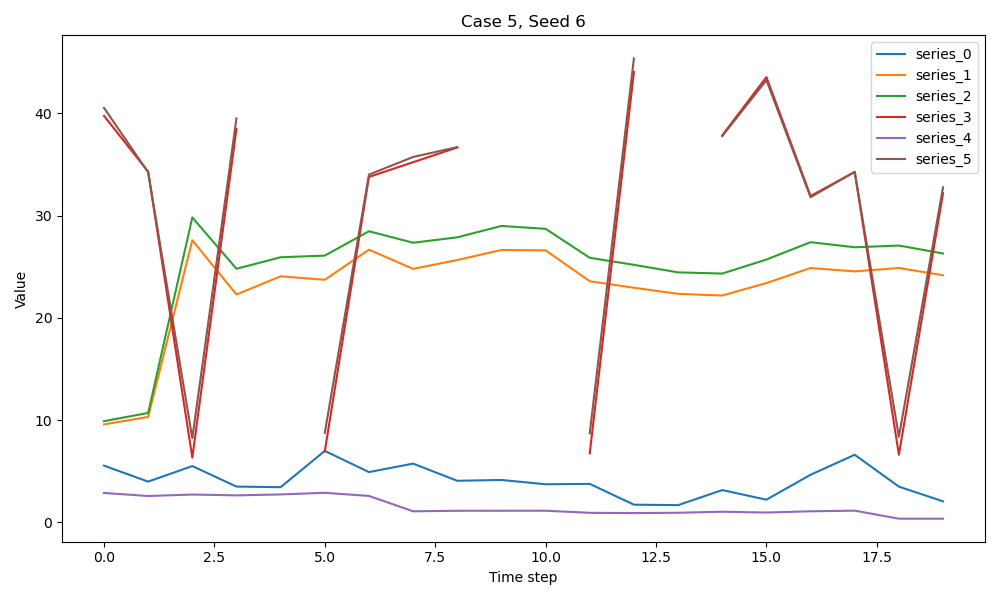 Case 5, Seed 6
series_0
series_1
series_2
series_3
series_4
series_5
Value
40
30
20
10
0
0.0 2.5 5.0 7.5 10.0 12.5 15.0 17.5
Time step